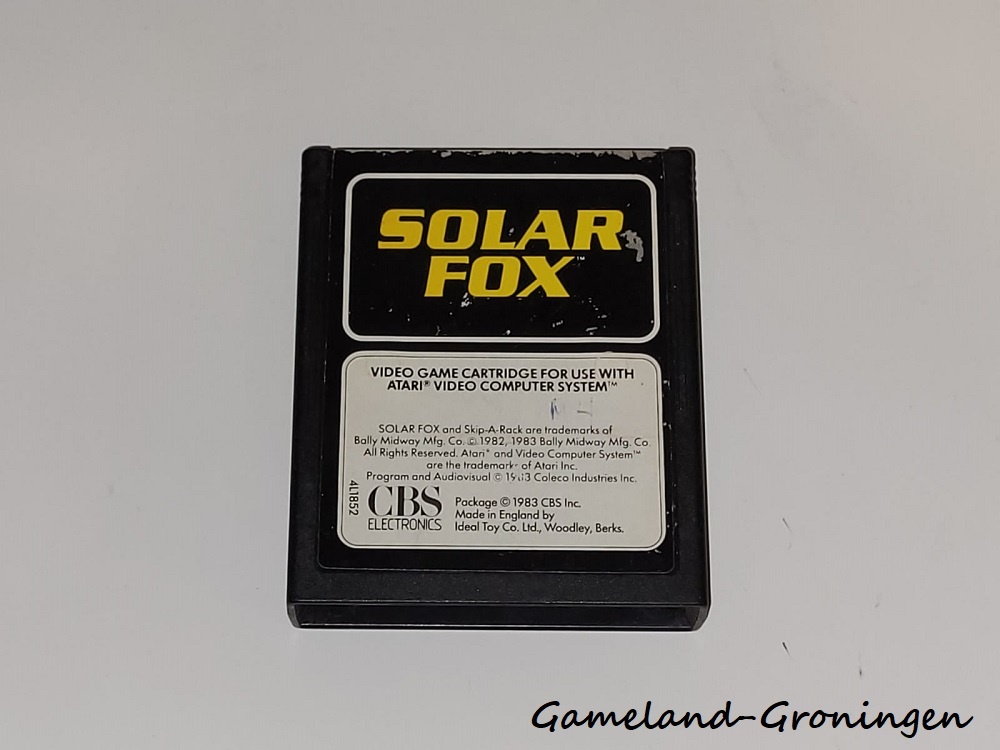 SOLAR
FOX™
VIDEO GAME CARTRIDGE FOR USE WITH
ATARI® VIDEO COMPUTER SYSTEM™
SOLAR FOX and Skip-A-Rack are trademarks of
Bally Midway Mfg. Co. © 1982, 1983 Bally Midway Mfg. Co.
All Rights Reserved. Atari® and Video Computer System™
are the trademark of Atari Inc.
Program and Audiovisual © 1983 Coleco Industries Inc.
4L1852
CBS
ELECTRONICS
Package © 1983 CBS Inc.
Made in England by
Ideal Toy Co. Ltd., Woodley, Berks.
Gameland-Groningen